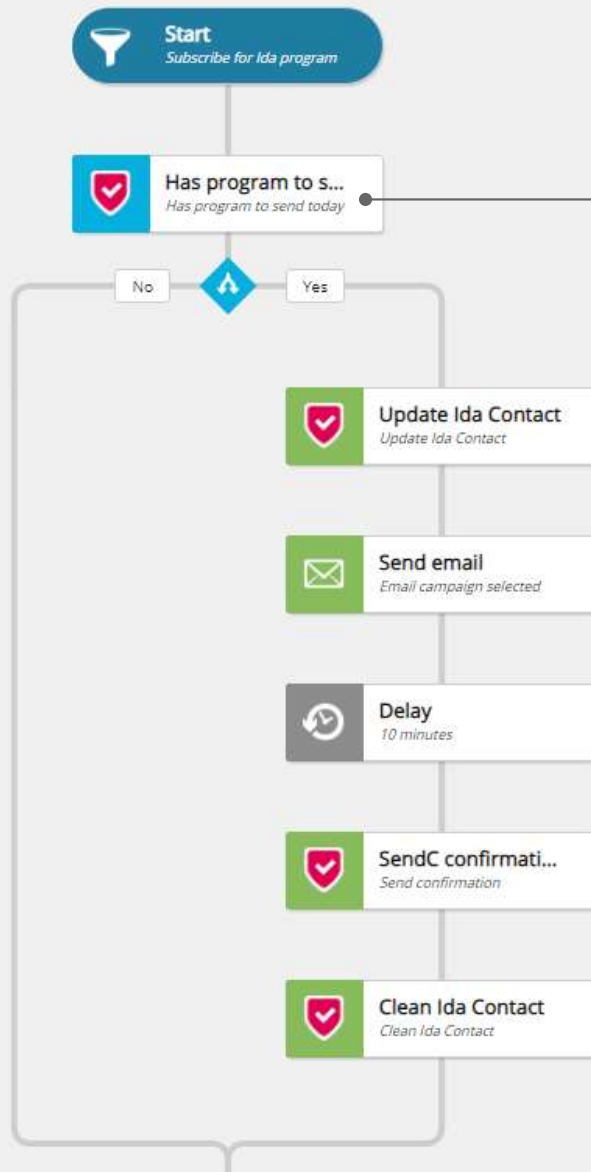 Start
Subscribe for Ida program
Has program to s...
Has program to send today
No
Yes
Update Ida Contact
Update Ida Contact
Send email
Email campaign selected
Delay
10 minutes
SendC confirmati...
Send confirmation
Clean Ida Contact
Clean Ida Contact